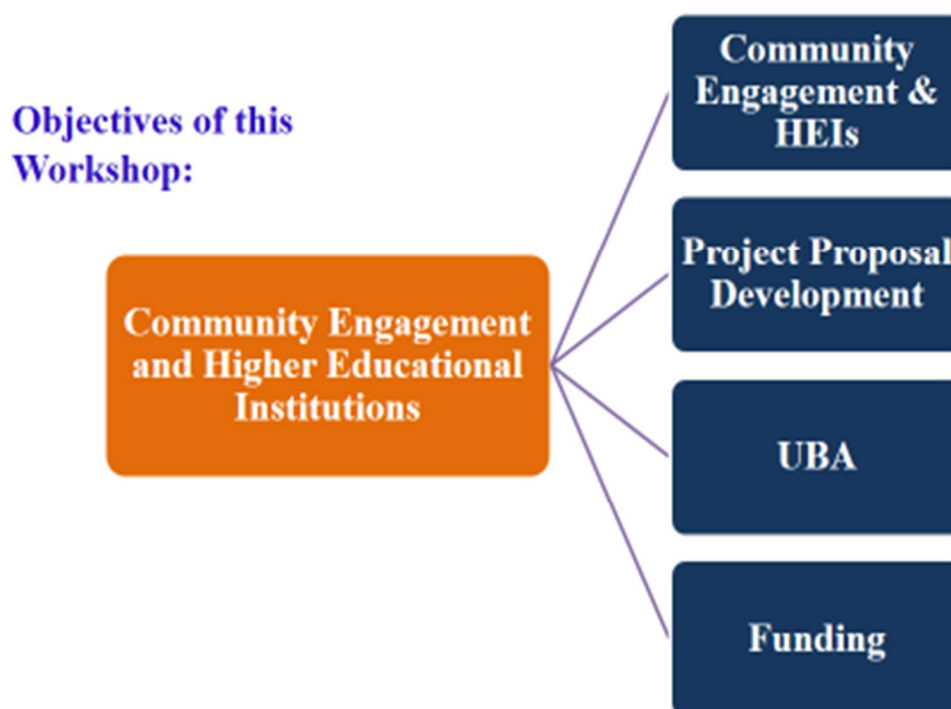 Objectives of this
Workshop:
Community Engagement
and Higher Educational
Institutions
Community
Engagement &
HEIs
Project Proposal
Development
UBA
Funding